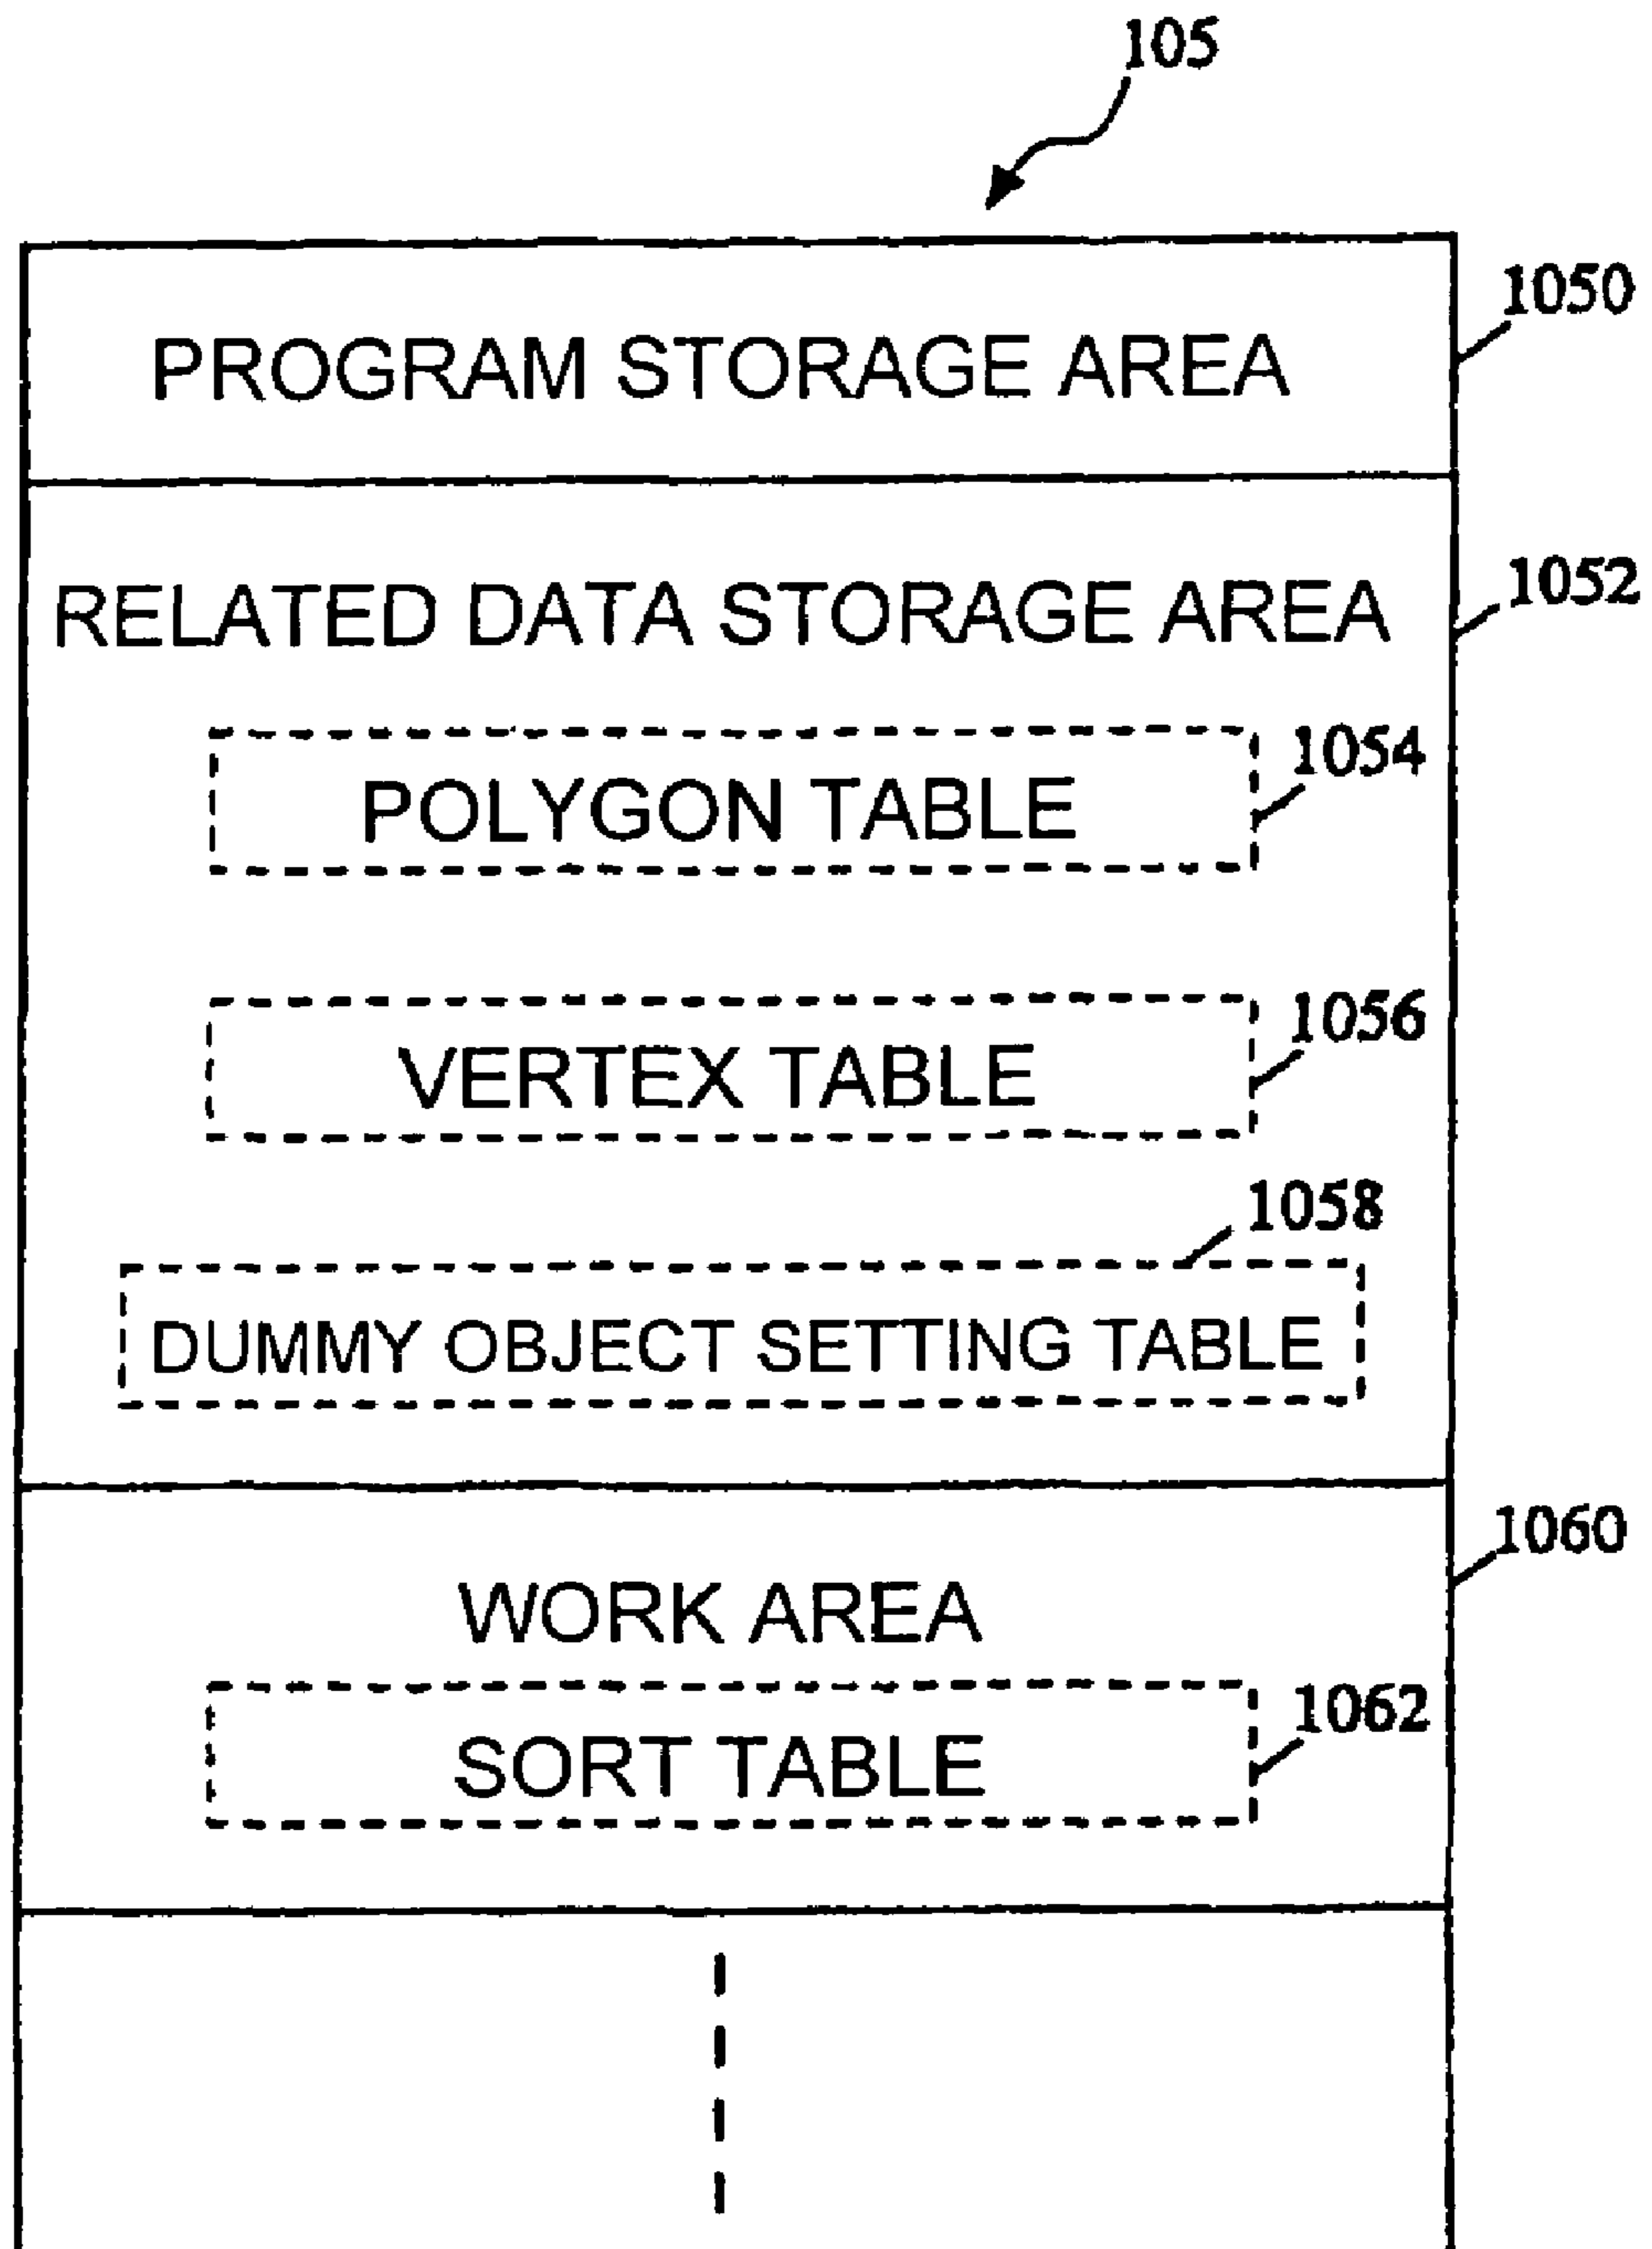 105
PROGRAM STORAGE AREA
1050
RELATED DATA STORAGE AREA
1052
POLYGON TABLE
1054
VERTEX TABLE
1056
1058
DUMMY OBJECT SETTING TABLE
WORK AREA
1060
SORT TABLE
1062